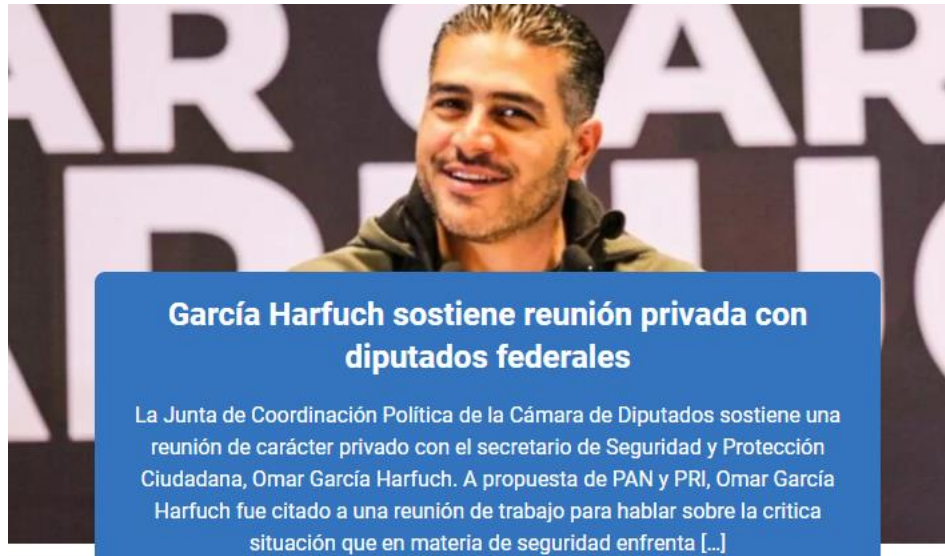 AR GAR
García Harfuch sostiene reunión privada con
diputados federales
La Junta de Coordinación Política de la Cámara de Diputados sostiene una
reunión de carácter privado con el secretario de Seguridad y Protección
Ciudadana, Omar García Harfuch. A propuesta de PAN y PRI, Omar García
Harfuch fue citado a una reunión de trabajo para hablar sobre la critica
situación que en materia de seguridad enfrenta [...]